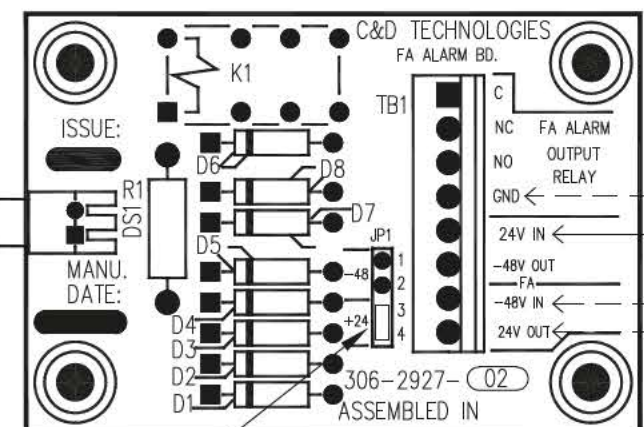 C&D TECHNOLOGIES
FA ALARM BD.
K1
TB1
C
ISSUE:
NC
FA ALARM
OUTPUT
RELAY
NO
D6
D8
R1
GND
DS1
D7
D5
JP1
24V IN
1
-48
2
-48V OUT
MANU.
DATE:
FA
-48V IN
3
+24
4
D4
24V OUT
D3
D2
306-2927- 02
D1
ASSEMBLED IN